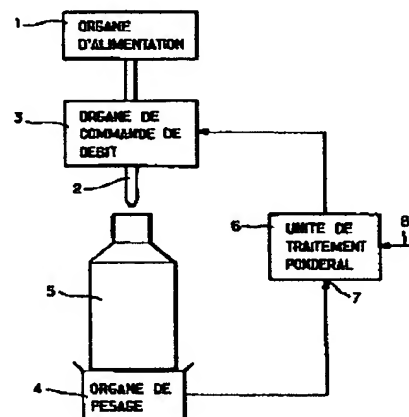 1
ORGANE
D'ALIMENTATION
3
ORGANE DE
COMMANDE DE
DEBIT
2
6
UNITE DE
TRAITEMENT
PONDERAL
8
7
5
4
ORGANE DE
PESAGE